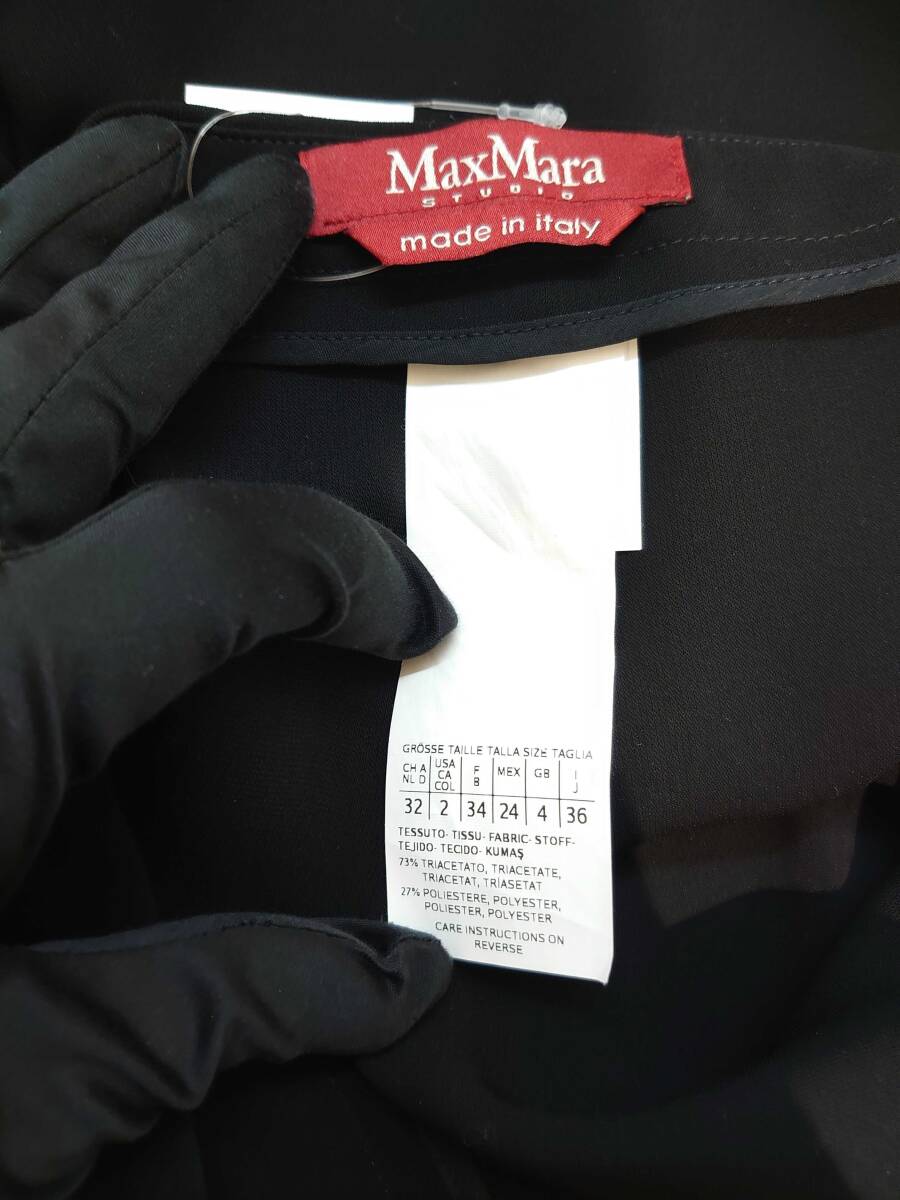 MaxMara
STUDIO
made in italy
GRÖSSE TAILLE TALLA SIZE TAGLIA
CH A NL D USA CA COL F B MEX GB I J
32 2 34 24 4 36
TESSUTO- TISSU- FABRIC- STOFF-
TEJIDO- TECIDO- KUMAŞ
73% TRIACETATO, TRIACETATE,
TRIACETAT, TRİASETAT
27% POLIESTERE, POLYESTER,
POLIESTER, POLYESTER
CARE INSTRUCTIONS ON
REVERSE